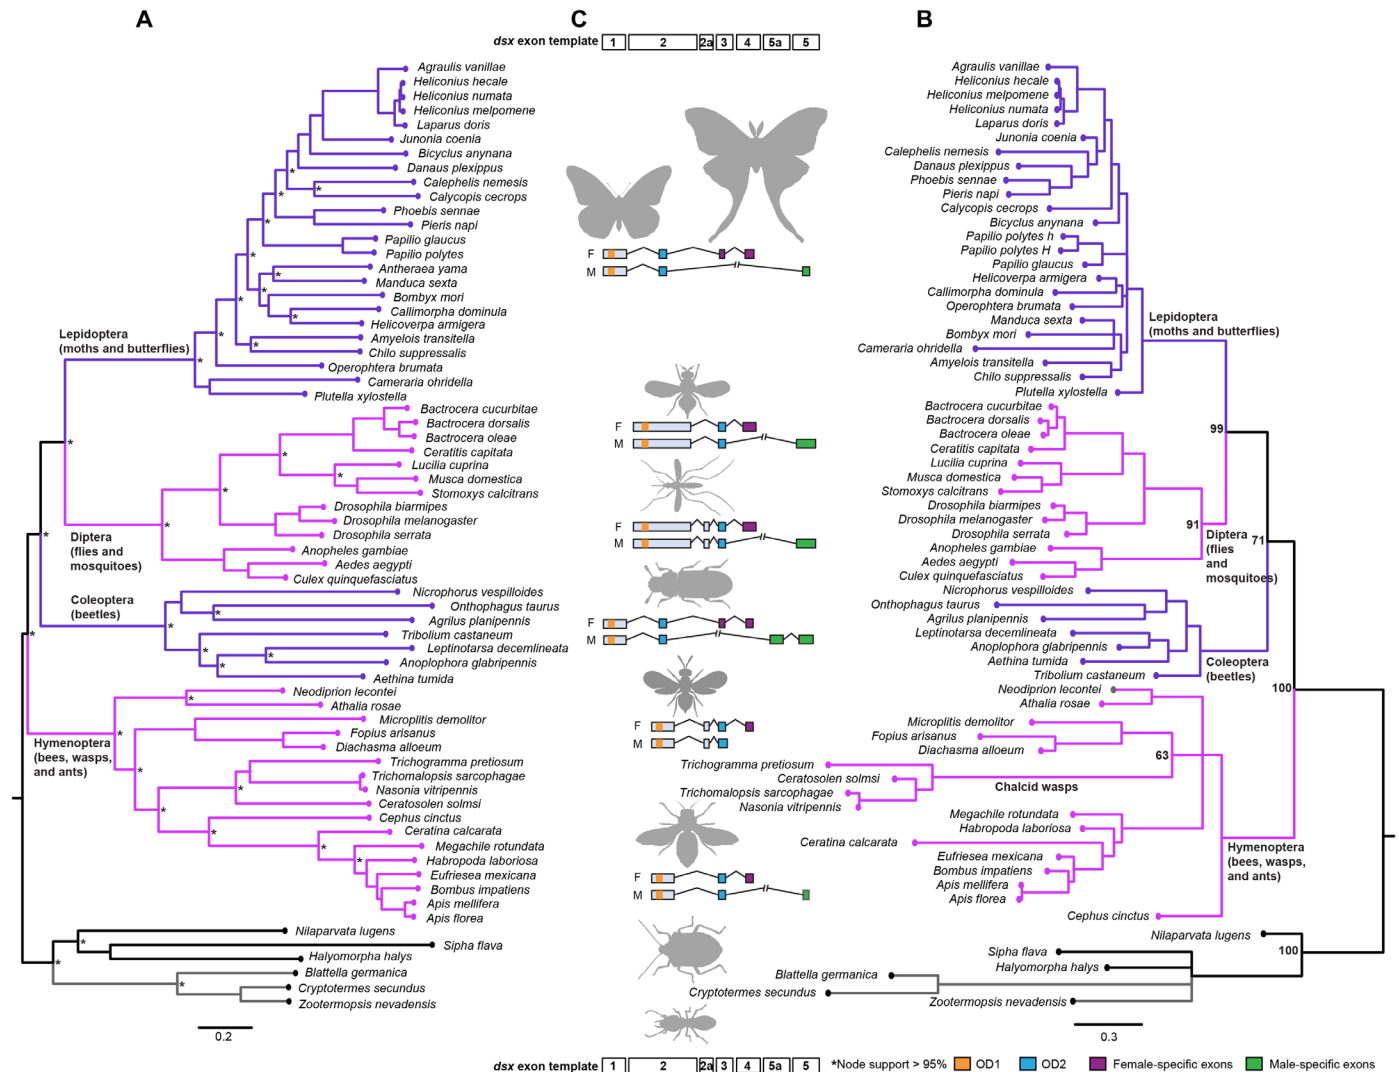 A
C
B
dsx exon template 1 2 2a 3 4 5a 5
Agraulis vanillae
Heliconius hecale
Heliconius numata
Heliconius melpomene
Laparus doris
Junonia coenia
Bicyclus anynana
Danaus plexippus
*
Calephelis nemesis
*
Calycopis cecrops
*
Phoebis sennae
Pieris napi
*
Papilio glaucus
Papilio polytes
*
Antheraea yama
*
Manduca sexta
Bombyx mori
*
Callimorpha dominula
*
Helicoverpa armigera
Amyelois transitella
*
*
Chilo suppressalis
*
Operophtera brumata
Cameraria ohridella
Plutella xylostella
Lepidoptera
(moths and butterflies)
Bactrocera cucurbitae
Bactrocera dorsalis
Bactrocera oleae
Ceratitis capitata
*
*
Lucilia cuprina
*
Musca domestica
Stomoxys calcitrans
*
Drosophila biarmipes
Drosophila melanogaster
*
Drosophila serrata
*
Anopheles gambiae
Aedes aegypti
Culex quinquefasciatus
Diptera
(flies and
mosquitoes)
Nicrophorus vespilloides
Onthophagus taurus
*
Agrilus planipennis
*
Tribolium castaneum
Leptinotarsa decemlineata
*
*
Anoplophora glabripennis
*
Aethina tumida
Coleoptera
(beetles)
*
Neodiprion lecontei
*
Athalia rosae
Microplitis demolitor
*
Fopius arisanus
Diachasma alloeum
Trichogramma pretiosum
*
Trichomalopsis sarcophagae
*
Nasonia vitripennis
Ceratosolen solmsi
*
Cephus cinctus
*
Ceratina calcarata
*
Megachile rotundata
*
Habropoda laboriosa
Eufriesea mexicana
Bombus impatiens
Apis mellifera
Apis florea
Hymenoptera
(bees, wasps,
and ants)
Nilaparvata lugens
*
Sipha flava
Halyomorpha halys
*
Blattella germanica
*
Cryptotermes secundus
Zootermopsis nevadensis
0.2
F
M
F
M
F
M
F
M
F
M
F
M
dsx exon template 1 2 2a 3 4 5a 5
Agraulis vanillae
Heliconius hecale
Heliconius melpomene
Heliconius numata
Laparus doris
Junonia coenia
Calephelis nemesis
Danaus plexippus
Phoebis sennae
Pieris napi
Calycopis cecrops
Bicyclus anynana
Papilio polytes h
Papilio polytes H
Papilio glaucus
Helicoverpa armigera
Callimorpha dominula
Operophtera brumata
Manduca sexta
Bombyx mori
Cameraria ohridella
Amyelois transitella
Chilo suppressalis
Plutella xylostella
Lepidoptera
(moths and butterflies)
Bactrocera cucurbitae
Bactrocera dorsalis
Bactrocera oleae
Ceratitis capitata
99
Lucilia cuprina
Musca domestica
Stomoxys calcitrans
Drosophila biarmipes
Drosophila melanogaster
Drosophila serrata
91
Anopheles gambiae
Aedes aegypti
Culex quinquefasciatus
Diptera
(flies
and
mosquitoes)
71
Nicrophorus vespilloides
Onthophagus taurus
Agrilus planipennis
Leptinotarsa decemlineata
Anoplophora glabripennis
Aethina tumida
Tribolium castaneum
Coleoptera
(beetles)
100
Neodiprion lecontei
Athalia rosae
Microplitis demolitor
Fopius arisanus
Diachasma alloeum
63
Trichogramma pretiosum
Ceratosolen solmsi
Trichomalopsis sarcophagae
Nasonia vitripennis
Chalcid wasps
Megachile rotundata
Habropoda laboriosa
Ceratina calcarata
Eufriesea mexicana
Bombus impatiens
Apis mellifera
Apis florea
Hymenoptera
(bees, wasps,
and ants)
Cephus cinctus
Nilaparvata lugens
Sipha flava
100
Halyomorpha halys
Blattella germanica
Cryptotermes secundus
Zootermopsis nevadensis
0.3
*Node support > 95% OD1 OD2 Female-specific exons Male-specific exons